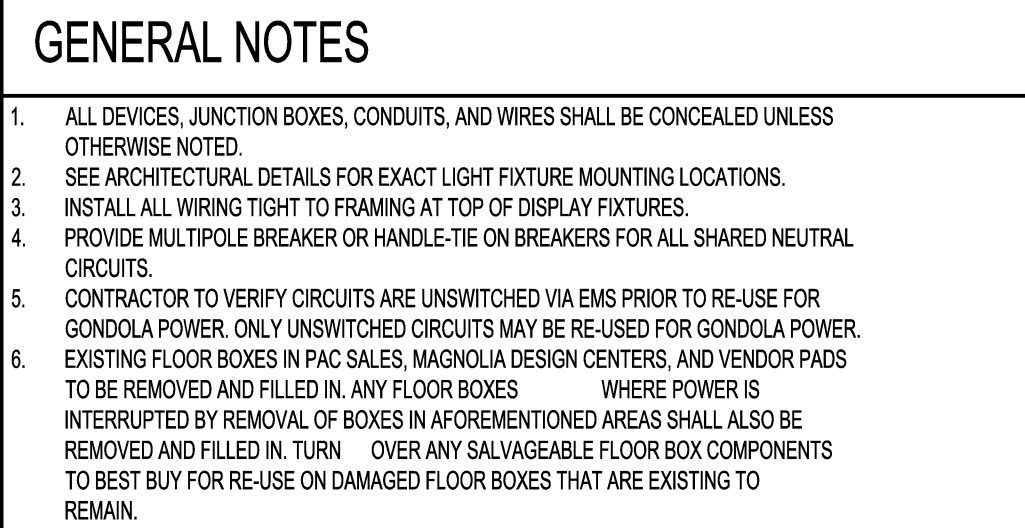 GENERAL NOTES
1. ALL DEVICES, JUNCTION BOXES, CONDUITS, AND WIRES SHALL BE CONCEALED UNLESS
OTHERWISE NOTED.
2. SEE ARCHITECTURAL DETAILS FOR EXACT LIGHT FIXTURE MOUNTING LOCATIONS.
3. INSTALL ALL WIRING TIGHT TO FRAMING AT TOP OF DISPLAY FIXTURES.
4. PROVIDE MULTIPOLE BREAKER OR HANDLE-TIE ON BREAKERS FOR ALL SHARED NEUTRAL
CIRCUITS.
5. CONTRACTOR TO VERIFY CIRCUITS ARE UNSWITCHED VIA EMS PRIOR TO RE-USE FOR
GONDOLA POWER. ONLY UNSWITCHED CIRCUITS MAY BE RE-USED FOR GONDOLA POWER.
6. EXISTING FLOOR BOXES IN PAC SALES, MAGNOLIA DESIGN CENTERS, AND VENDOR PADS
TO BE REMOVED AND FILLED IN. ANY FLOOR BOXES WHERE POWER IS
INTERRUPTED BY REMOVAL OF BOXES IN AFOREMENTIONED AREAS SHALL ALSO BE
REMOVED AND FILLED IN. TURN OVER ANY SALVAGEABLE FLOOR BOX COMPONENTS
TO BEST BUY FOR RE-USE ON DAMAGED FLOOR BOXES THAT ARE EXISTING TO
REMAIN.